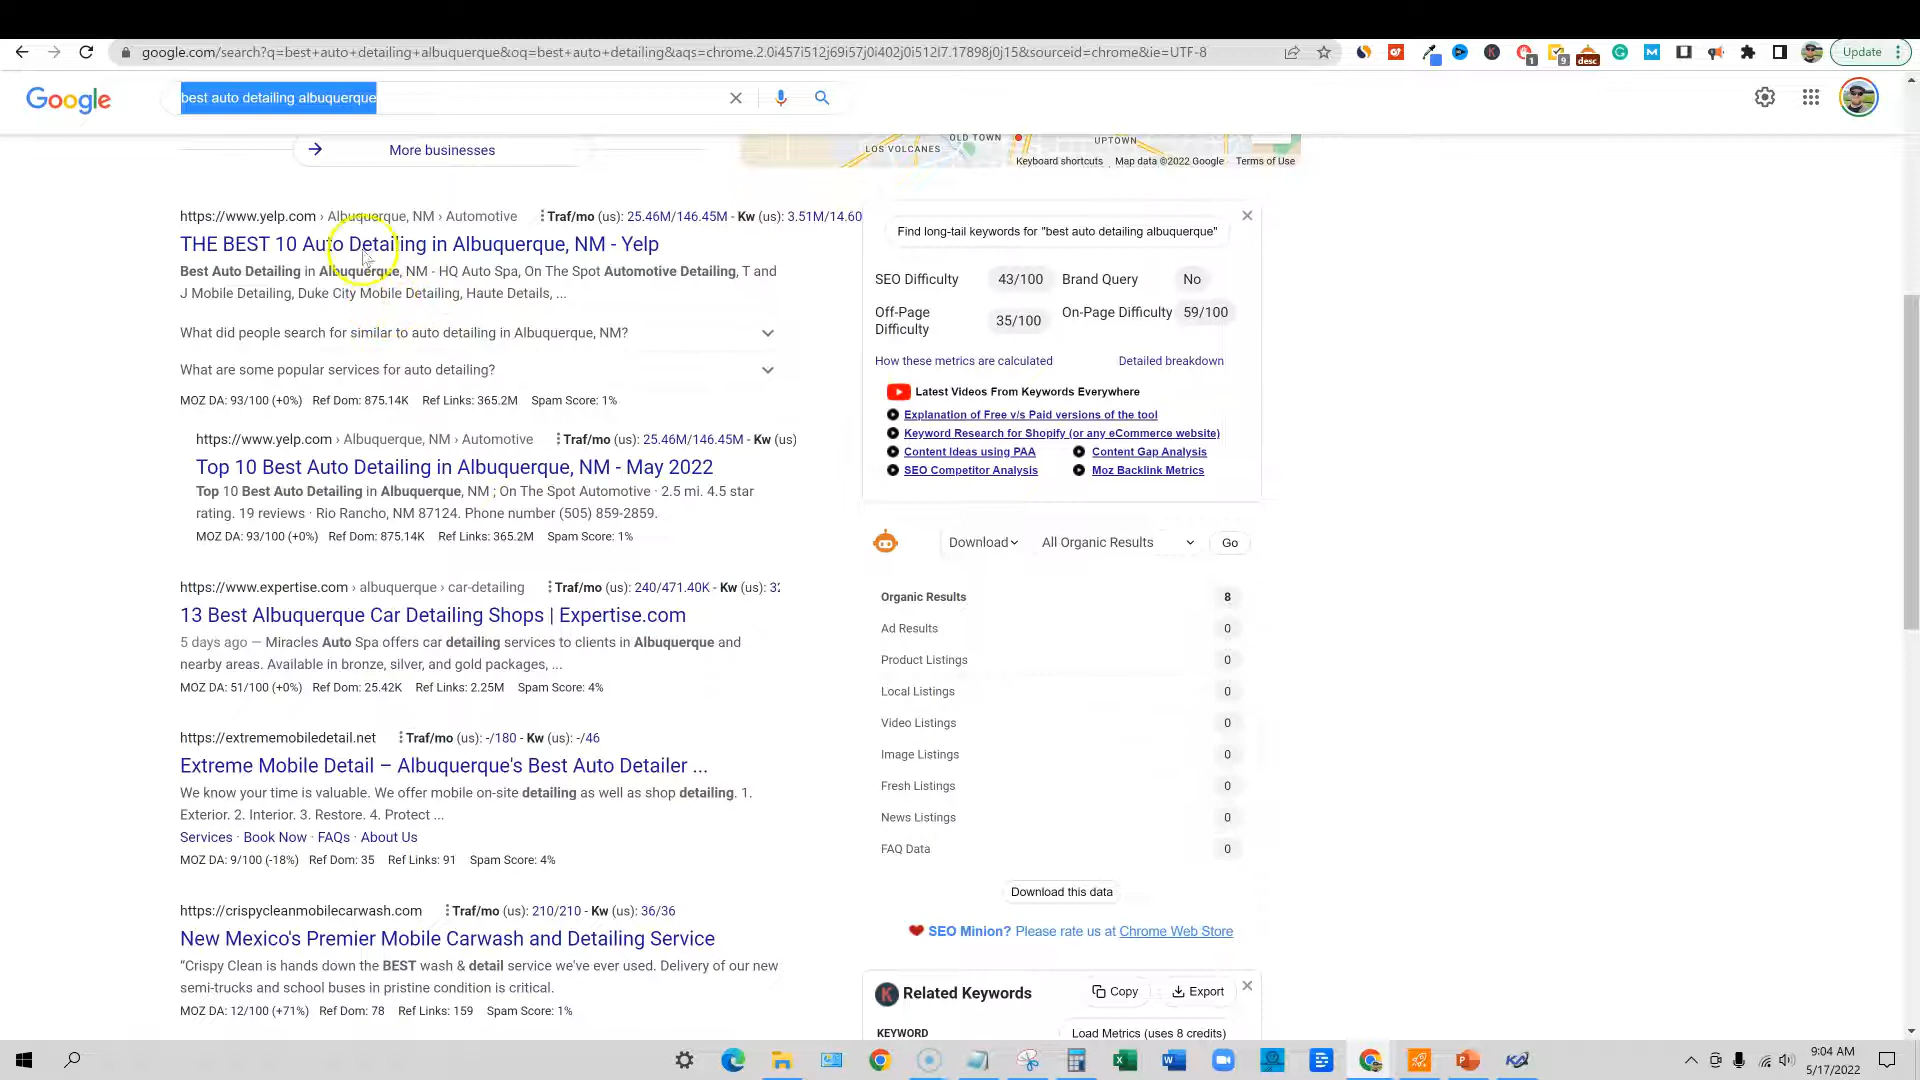 google.com/search?q=best+auto+detailing+albuquerque&oq=best+auto+detailing&aqs=chrome.2.0i457i512j69i57j0i402j0i512l7.17898j0j15&sourceid=chrome&ie=UTF-8
1
9
desc
Update
Google
best auto detailing albuquerque
More businesses
OLD TOWN
UPTOWN
LOS VOLCANES
Keyboard shortcuts
Map data ©2022 Google
Terms of Use
https://www.yelp.com › Albuquerque, NM › Automotive
Traf/mo (us): 25.46M/146.45M - Kw (us): 3.51M/14.60
THE BEST 10 Auto Detailing in Albuquerque, NM - Yelp
Best Auto Detailing in Albuquerque, NM - HQ Auto Spa, On The Spot Automotive Detailing, T and
J Mobile Detailing, Duke City Mobile Detailing, Haute Details, ...
What did people search for similar to auto detailing in Albuquerque, NM?
What are some popular services for auto detailing?
MOZ DA: 93/100 (+0%) Ref Dom: 875.14K Ref Links: 365.2M Spam Score: 1%
https://www.yelp.com › Albuquerque, NM › Automotive
Traf/mo (us): 25.46M/146.45M - Kw (us)
Top 10 Best Auto Detailing in Albuquerque, NM - May 2022
Top 10 Best Auto Detailing in Albuquerque, NM ; On The Spot Automotive · 2.5 mi. 4.5 star
rating. 19 reviews · Rio Rancho, NM 87124. Phone number (505) 859-2859.
MOZ DA: 93/100 (+0%) Ref Dom: 875.14K Ref Links: 365.2M Spam Score: 1%
https://www.expertise.com › albuquerque › car-detailing
Traf/mo (us): 240/471.40K - Kw (us):
13 Best Albuquerque Car Detailing Shops | Expertise.com
5 days ago — Miracles Auto Spa offers car detailing services to clients in Albuquerque and
nearby areas. Available in bronze, silver, and gold packages, ...
MOZ DA: 51/100 (+0%) Ref Dom: 25.42K Ref Links: 2.25M Spam Score: 4%
https://extrememobiledetail.net
Traf/mo (us): -/180 - Kw (us): -/46
Extreme Mobile Detail – Albuquerque's Best Auto Detailer ...
We know your time is valuable. We offer mobile on-site detailing as well as shop detailing. 1.
Exterior. 2. Interior. 3. Restore. 4. Protect ...
Services · Book Now · FAQs · About Us
MOZ DA: 9/100 (-18%) Ref Dom: 35 Ref Links: 91 Spam Score: 4%
https://crispycleanmobilecarwash.com
Traf/mo (us): 210/210 - Kw (us): 36/36
New Mexico's Premier Mobile Carwash and Detailing Service
“Crispy Clean is hands down the BEST wash & detail service we've ever used. Delivery of our new
semi-trucks and school buses in pristine condition is critical.
MOZ DA: 12/100 (+71%) Ref Dom: 78 Ref Links: 159 Spam Score: 1%
Find long-tail keywords for "best auto detailing albuquerque"
SEO Difficulty 43/100 Brand Query No
Off-Page Difficulty 35/100 On-Page Difficulty 59/100
How these metrics are calculated
Detailed breakdown
Latest Videos From Keywords Everywhere
Explanation of Free v/s Paid versions of the tool
Keyword Research for Shopify (or any eCommerce website)
Content Ideas using PAA
Content Gap Analysis
SEO Competitor Analysis
Moz Backlink Metrics
Download
All Organic Results
Go
Organic Results 8
Ad Results 0
Product Listings 0
Local Listings 0
Video Listings 0
Image Listings 0
Fresh Listings 0
News Listings 0
FAQ Data 0
Download this data
SEO Minion? Please rate us at Chrome Web Store
Related Keywords
Copy
Export
KEYWORD
Load Metrics (uses 8 credits)
9:04 AM
5/17/2022